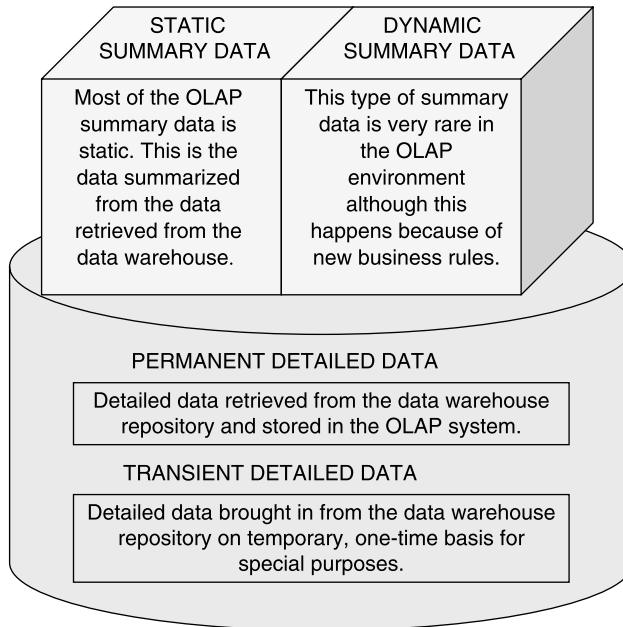 STATIC
SUMMARY DATA
Most of the OLAP
summary data is
static. This is the
data summarized
from the data
retrieved from the
data warehouse.
DYNAMIC
SUMMARY DATA
This type of summary
data is very rare in
the OLAP
environment
although this
happens because of
new business rules.
PERMANENT DETAILED DATA
Detailed data retrieved from the data warehouse
repository and stored in the OLAP system.
TRANSIENT DETAILED DATA
Detailed data brought in from the data warehouse
repository on temporary, one-time basis for
special purposes.